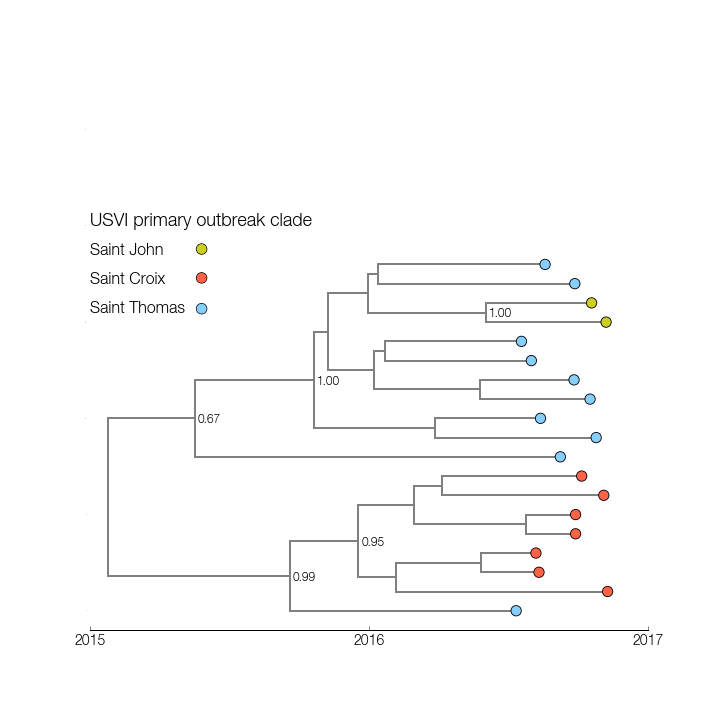 USVI primary outbreak clade
Saint John
Saint Croix
Saint Thomas
1.00
1.00
0.67
0.95
0.99
2015 2016 2017